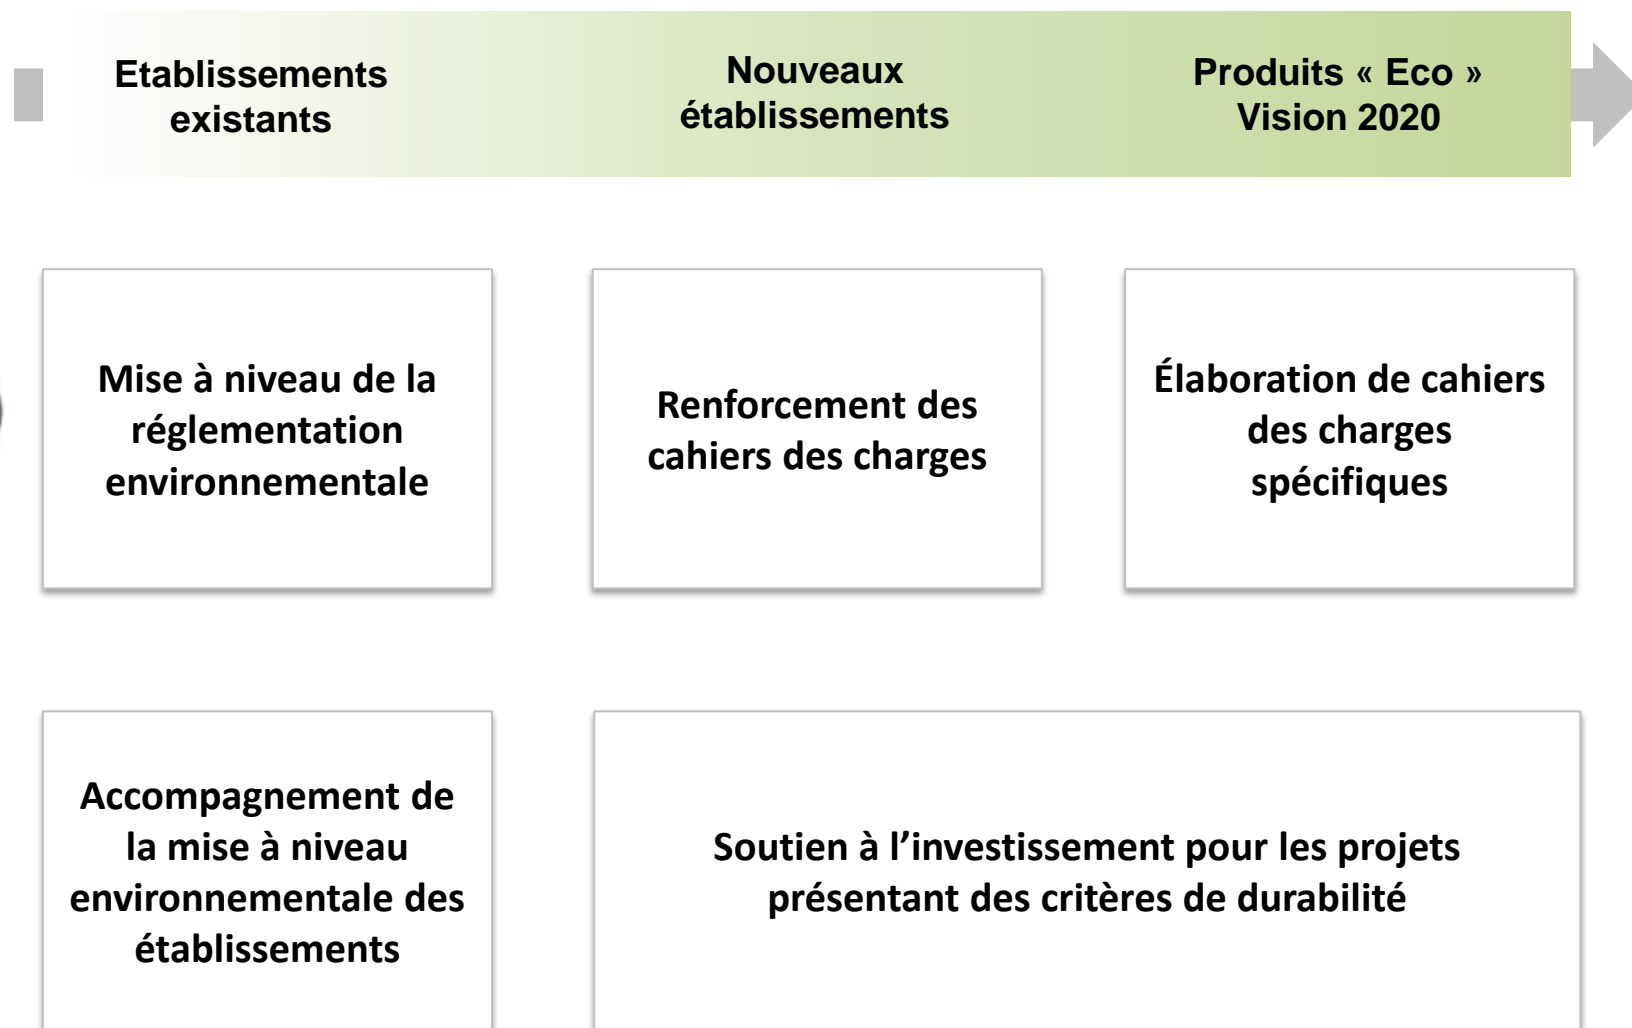 Etablissements
existants
Nouveaux
établissements
Produits « Eco »
Vision 2020
Mise à niveau de la
réglementation
environnementale
Renforcement des
cahiers des charges
Élaboration de cahiers
des charges
spécifiques
Accompagnement de
la mise à niveau
environnementale des
établissements
Soutien à l’investissement pour les projets
présentant des critères de durabilité